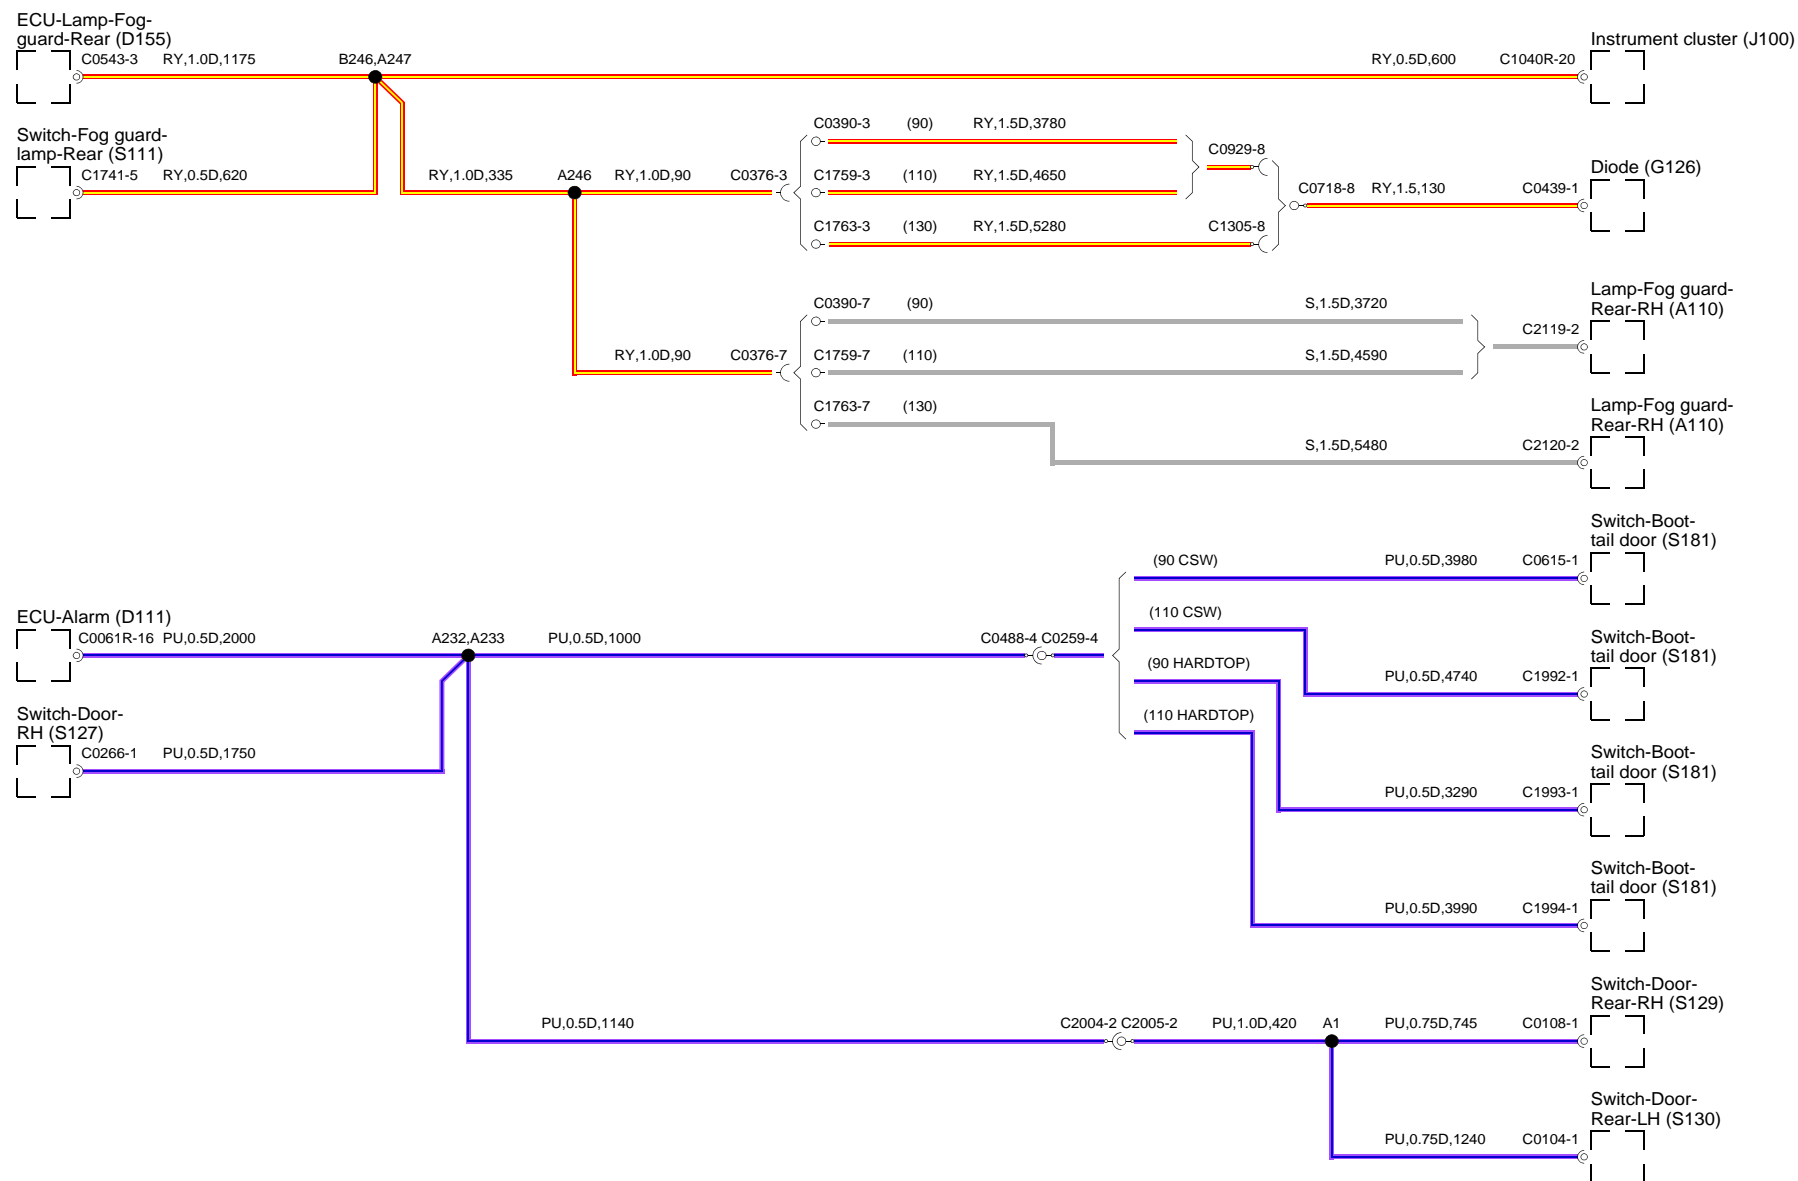 ECU-Lamp-Fog-
guard-Rear (D155)
C0543-3 RY,1.0D,1175 B246,A247 RY,0.5D,600 C1040R-20
Instrument cluster (J100)
Switch-Fog guard-
lamp-Rear (S111)
C1741-5 RY,0.5D,620 RY,1.0D,335 A246 RY,1.0D,90 C0376-3
C0390-3 (90) RY,1.5D,3780
C0929-8
C1759-3 (110) RY,1.5D,4650
C1763-3 (130) RY,1.5D,5280 C1305-8
C0718-8 RY,1.5,130 C0439-1
Diode (G126)
C0390-7 (90) S,1.5D,3720
RY,1.0D,90 C0376-7
C1759-7 (110) S,1.5D,4590
C2119-2
Lamp-Fog guard-
Rear-RH (A110)
C1763-7 (130) S,1.5D,5480 C2120-2
Lamp-Fog guard-
Rear-RH (A110)
ECU-Alarm (D111)
C0061R-16 PU,0.5D,2000 A232,A233 PU,0.5D,1000 C0488-4 C0259-4
Switch-Door-
RH (S127)
C0266-1 PU,0.5D,1750
(90 CSW) PU,0.5D,3980 C0615-1
Switch-Boot-
tail door (S181)
(110 CSW) PU,0.5D,4740 C1992-1
Switch-Boot-
tail door (S181)
(90 HARDTOP) PU,0.5D,3290 C1993-1
Switch-Boot-
tail door (S181)
(110 HARDTOP) PU,0.5D,3990 C1994-1
Switch-Boot-
tail door (S181)
PU,0.5D,1140 C2004-2 C2005-2 PU,1.0D,420 A1 PU,0.75D,745 C0108-1
Switch-Door-
Rear-RH (S129)
PU,0.75D,1240 C0104-1
Switch-Door-
Rear-LH (S130)